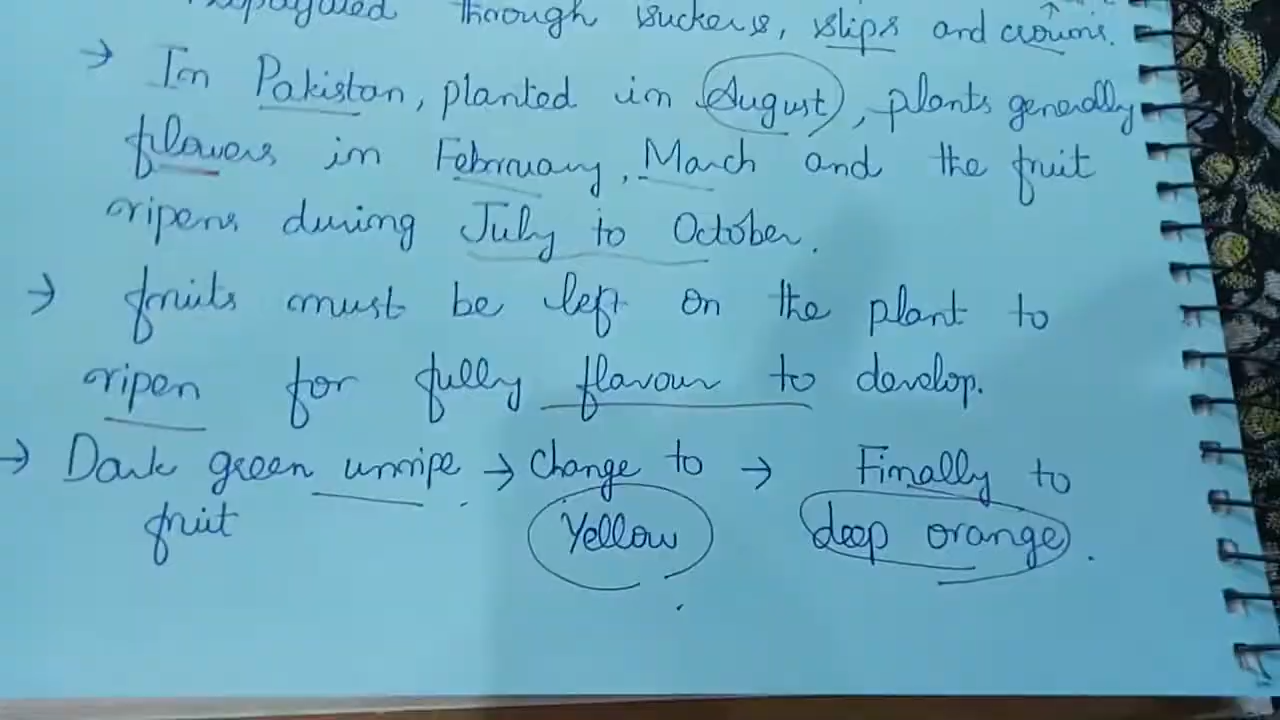 Propagated through suckers, slips and crowns.
→ In Pakistan, planted in August, plants generally
flowers in February, March and the fruit
ripens during July to October.
→ fruits must be left on the plant to
ripen for fully flavour to develop.
→ Dark green unripe → Change to → Finally to
fruit Yellow deep orange.